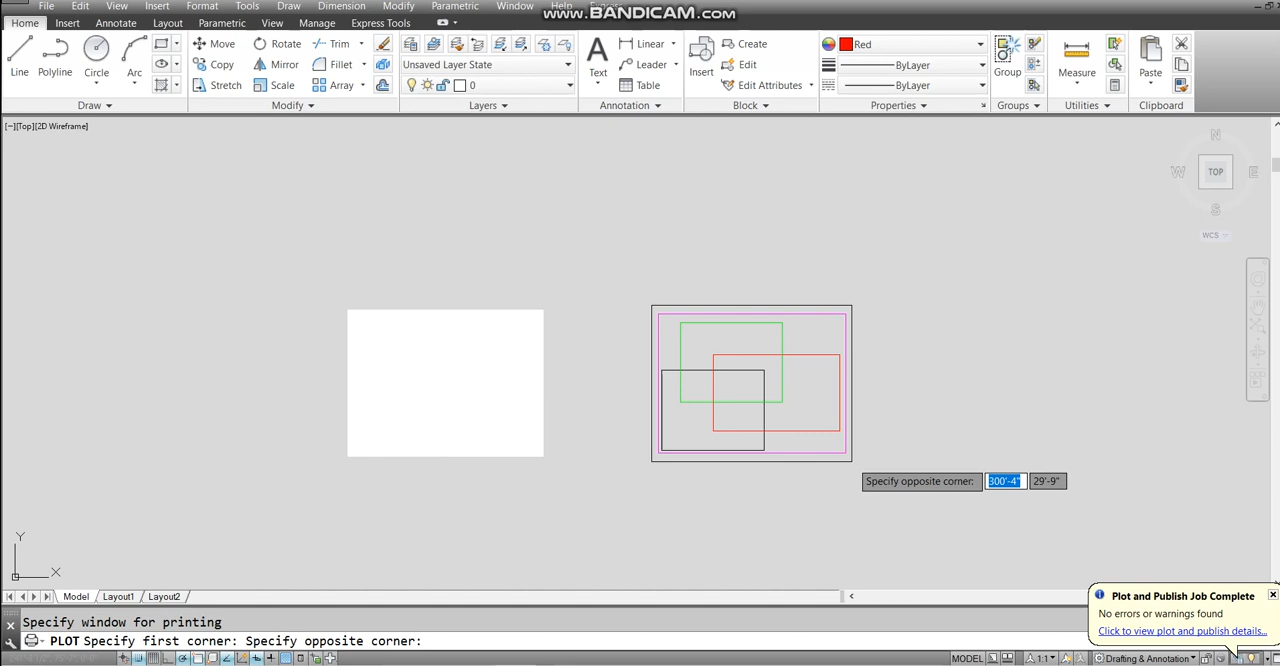 www.BANDICAM.com
File Edit View Insert Format Tools Draw Dimension Modify Parametric Window Help Express
Home Insert Annotate Layout Parametric View Manage Express Tools
Line Polyline Circle Arc
Draw
Move Rotate Trim
Copy Mirror Fillet
Stretch Scale Array
Modify
Unsaved Layer State
0
Layers
Text
Linear
Leader
Table
Annotation
Insert
Create
Edit
Edit Attributes
Block
Red
ByLayer
ByLayer
Properties
Group
Groups
Measure
Utilities
Paste
Clipboard
[−][Top][2D Wireframe]
N
W TOP E
S
WCS
Specify opposite corner: 300'-4" 29'-9"
Y
X
Model Layout1 Layout2
Plot and Publish Job Complete
No errors or warnings found
Click to view plot and publish details...
Specify window for printing
PLOT Specify first corner: Specify opposite corner:
MODEL 1:1 Drafting & Annotation